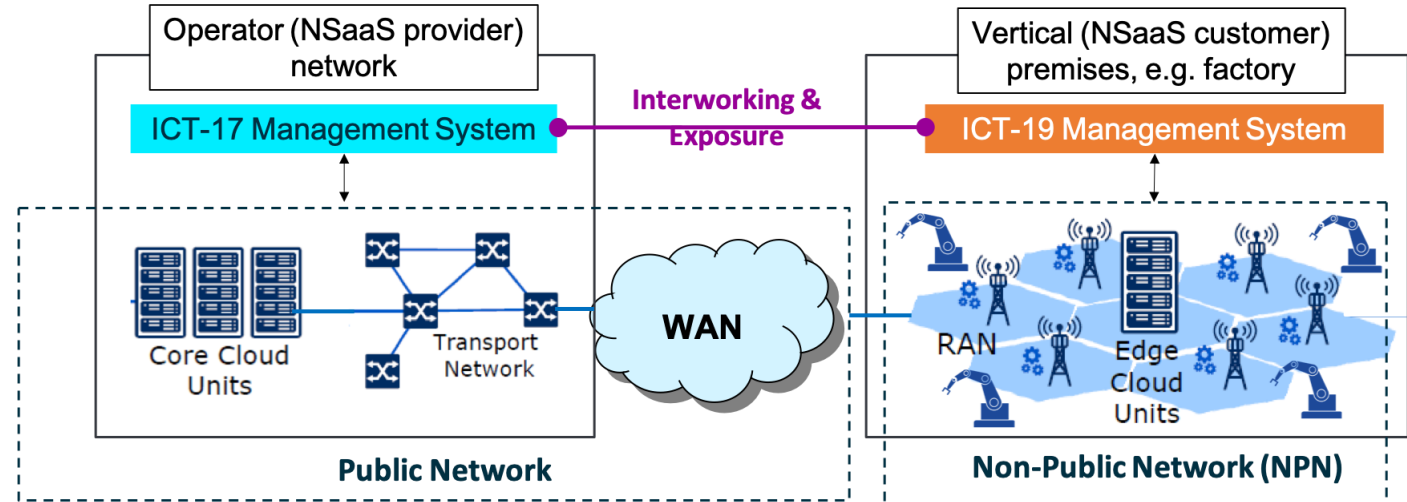 Operator (NSaaS provider)
network
Vertical (NSaaS customer)
premises, e.g. factory
ICT-17 Management System
Interworking &
Exposure
ICT-19 Management System
Core Cloud
Units
Transport
Network
WAN
RAN
Edge
Cloud
Units
Public Network
Non-Public Network (NPN)